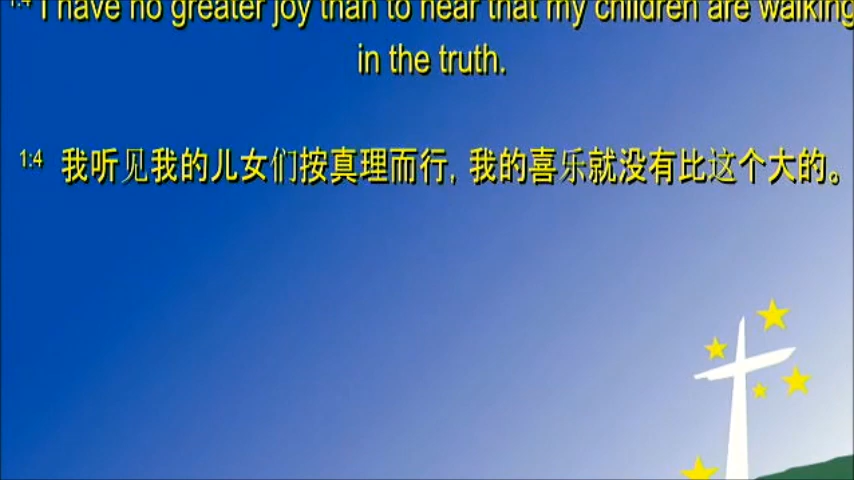 1:4 I have no greater joy than to hear that my children are walking
in the truth.
1:4 我听见我的儿女们按真理而行, 我的喜乐就没有比这个大的。